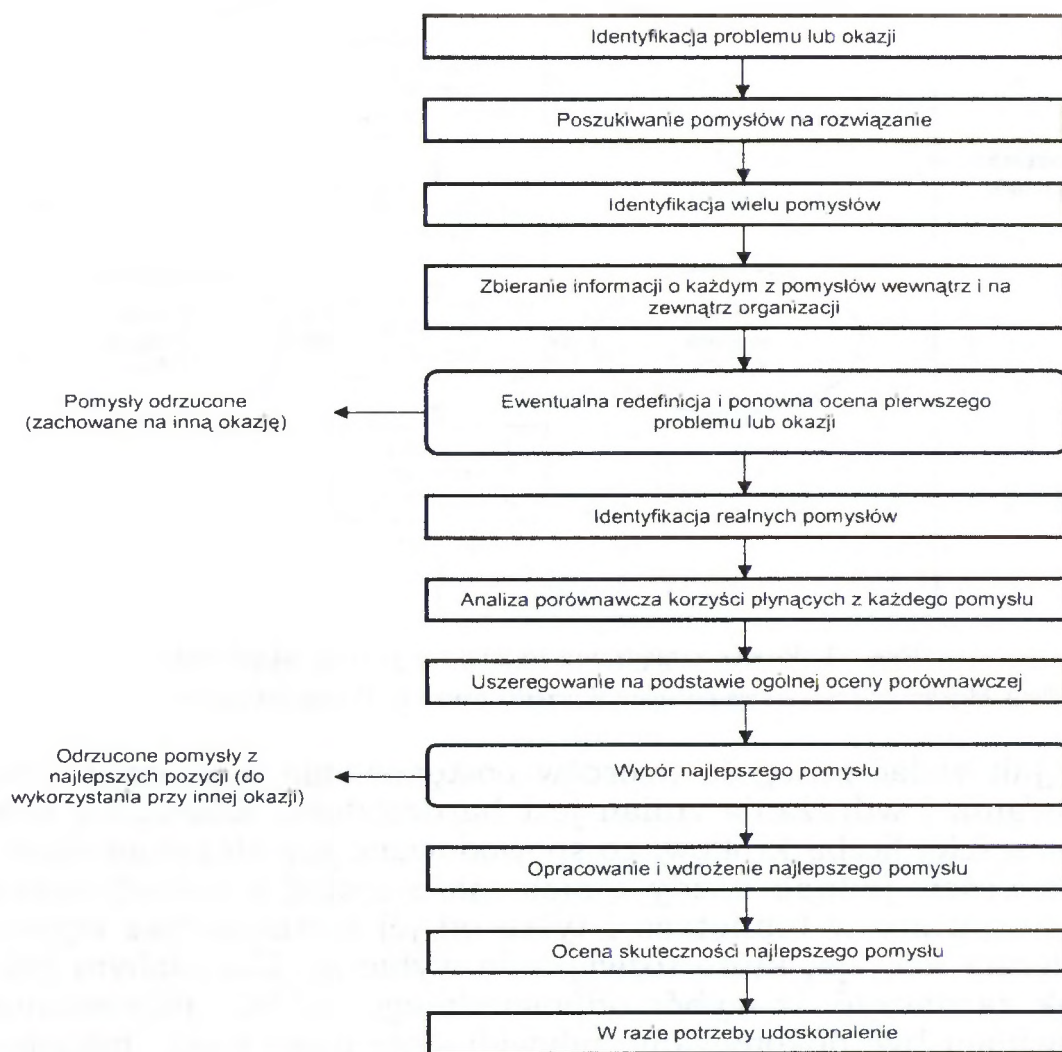 Identyfikacja problemu lub okazji
Poszukiwanie pomysłów na rozwiązanie
Identyfikacja wielu pomysłów
Zbieranie informacji o każdym z pomysłów wewnątrz i na
zewnątrz organizacji
Pomysły odrzucone
(zachowane na inną okazję)
Ewentualna redefinicja i ponowna ocena pierwszego
problemu lub okazji
Identyfikacja realnych pomysłów
Analiza porównawcza korzyści płynących z każdego pomysłu
Uszeregowanie na podstawie ogólnej oceny porównawczej
Odrzucone pomysły z
najlepszych pozycji (do
wykorzystania przy innej okazji)
Wybór najlepszego pomysłu
Opracowanie i wdrożenie najlepszego pomysłu
Ocena skuteczności najlepszego pomysłu
W razie potrzeby udoskonalenie